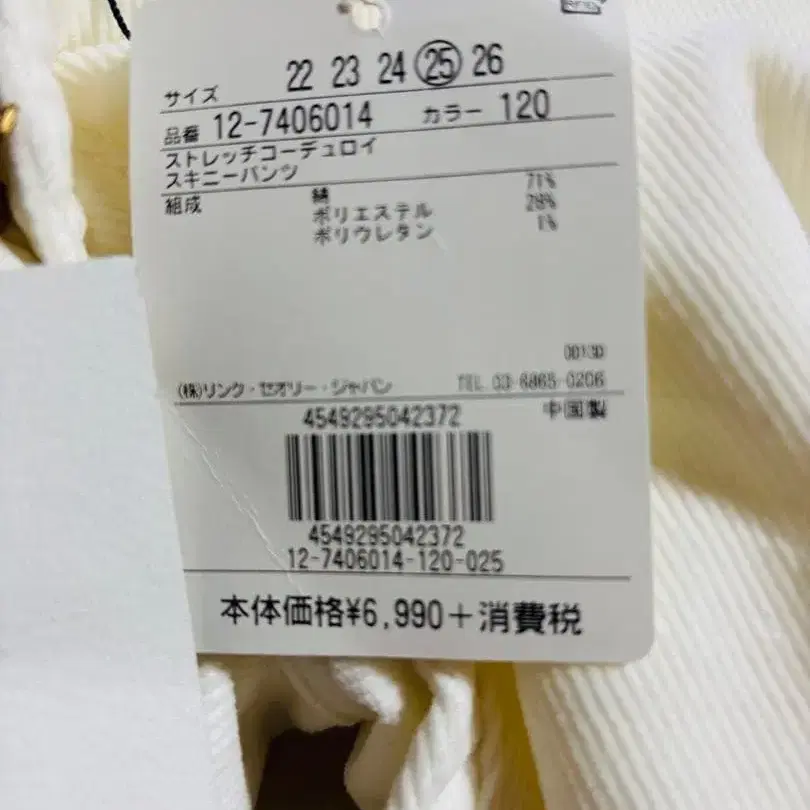 サイズ 22 23 24 25 26
品番 12-7406014 カラー 120
ストレッチコーデュロイ
スキニーパンツ
組成 綿 71%
ポリエステル 28%
ポリウレタン 1%
(株)リンク・セオリー・ジャパン TEL 03-6865-0206
4549295042372 中国製
4549295042372
12-7406014-120-025
本体価格¥6,990+消費税